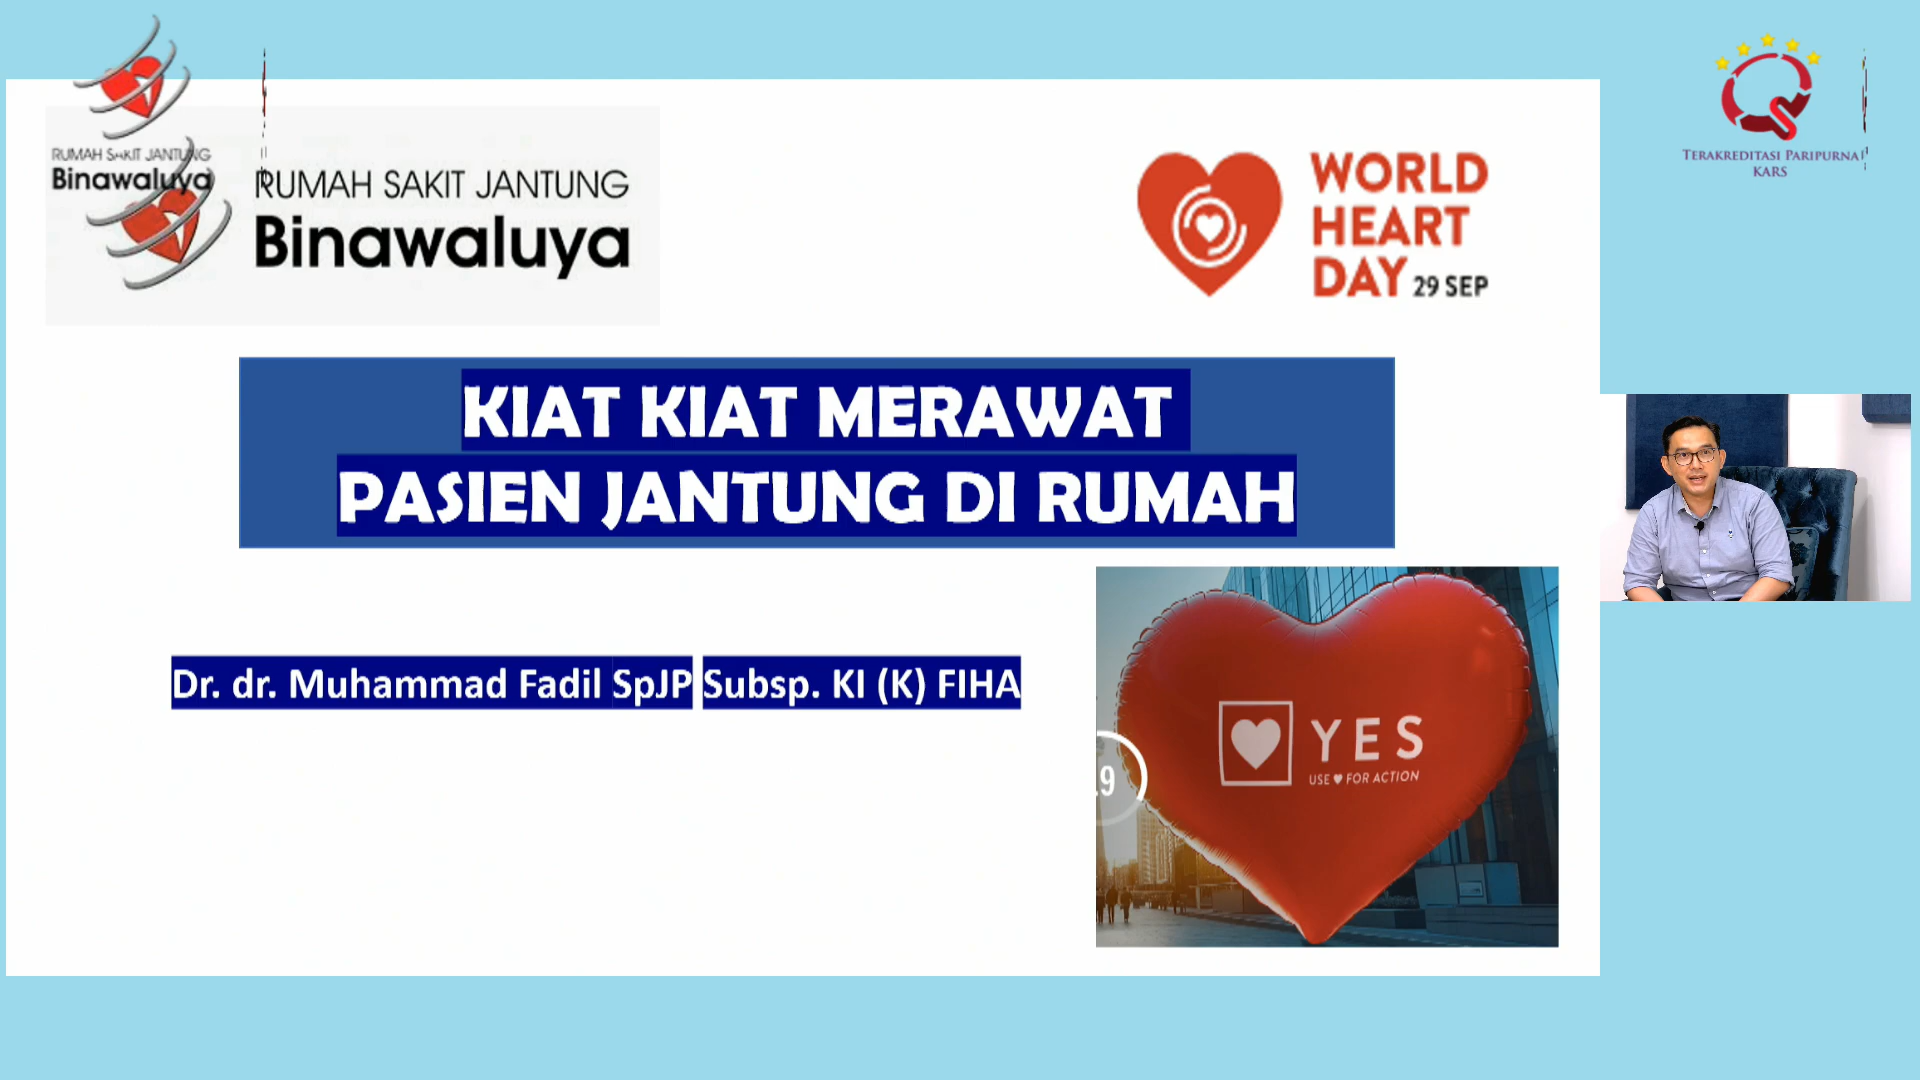 RUMAH SAKIT JANTUNG
Binawaluya
RUMAH SAKIT JANTUNG
Binawaluya
WORLD
HEART
DAY 29 SEP
TERAKREDITASI PARIPURNA
KARS
KIAT KIAT MERAWAT
PASIEN JANTUNG DI RUMAH
Dr. dr. Muhammad Fadil SpJP Subsp. KI (K) FIHA
YES
USE ♥ FOR ACTION
.9